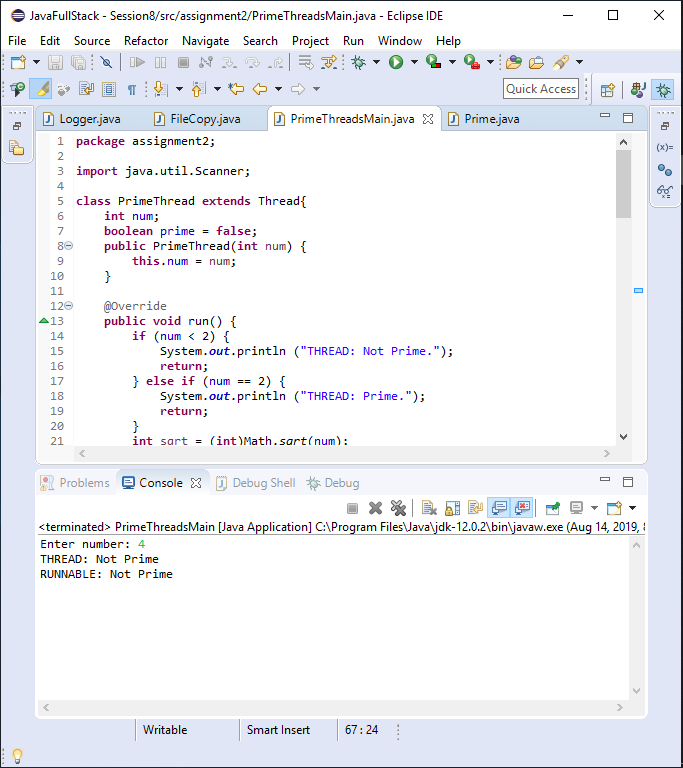 JavaFullStack - Session8/src/assignment2/PrimeThreadsMain.java - Eclipse IDE
File Edit Source Refactor Navigate Search Project Run Window Help
Quick Access
Logger.java FileCopy.java PrimeThreadsMain.java Prime.java
1 package assignment2;
2
3 import java.util.Scanner;
4
5 class PrimeThread extends Thread{
6 int num;
7 boolean prime = false;
8 public PrimeThread(int num) {
9 this.num = num;
10 }
11
12 @Override
13 public void run() {
14 if (num < 2) {
15 System.out.println ("THREAD: Not Prime.");
16 return;
17 } else if (num == 2) {
18 System.out.println ("THREAD: Prime.");
19 return;
20 }
21 int sqrt = (int)Math.sqrt(num);
Problems Console Debug Shell Debug
<terminated> PrimeThreadsMain [Java Application] C:\Program Files\Java\jdk-12.0.2\bin\javaw.exe (Aug 14, 2019,
Enter number: 4
THREAD: Not Prime
RUNNABLE: Not Prime
Writable Smart Insert 67 : 24